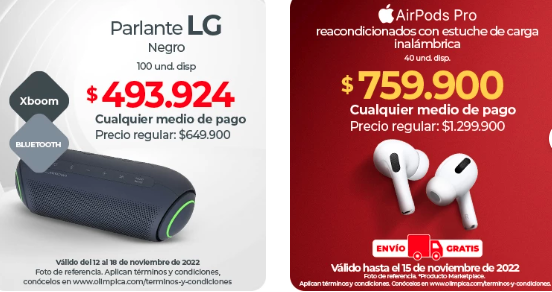 Parlante LG
Negro
100 und. disp
$493.924
Cualquier medio de pago
Precio regular: $649.900
Xboom
BLUETOOTH
Válido del 12 al 18 de noviembre de 2022
Foto de referencia. Aplican términos y condiciones,
conócelos en www.olimpica.com/terminos-y-condiciones
AirPods Pro
reacondicionados con estuche de carga
inalámbrica
40 und. disp.
$759.900
Cualquier medio de pago
Precio regular: $1.299.900
ENVÍO GRATIS
Válido hasta el 15 de noviembre de 2022
Foto de referencia. *Producto Marketplace.
Aplican términos y condiciones. Conócelos en www.olimpica.com/terminos-y-condiciones.